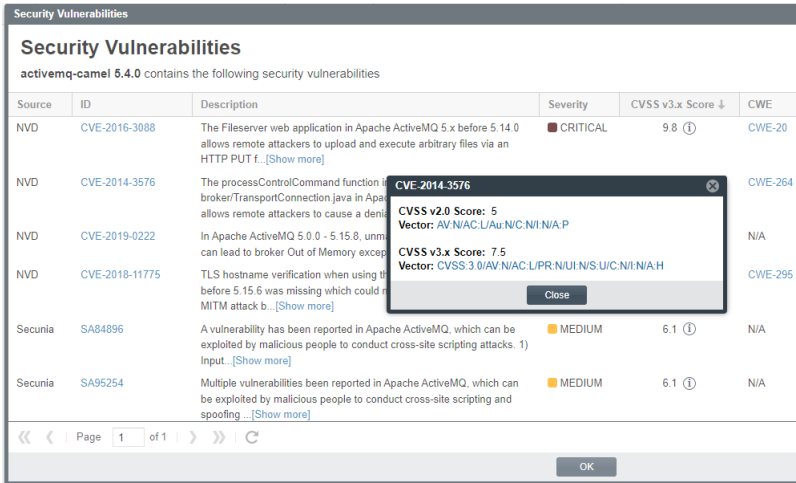 Security Vulnerabilities
Security Vulnerabilities
activemq-camel 5.4.0 contains the following security vulnerabilities
Source ID Description Severity CVSS v3.x Score ↓ CWE
NVD CVE-2016-3088 The Fileserver web application in Apache ActiveMQ 5.x before 5.14.0 CRITICAL 9.8 CWE-20
allows remote attackers to upload and execute arbitrary files via an
HTTP PUT f...[Show more]
NVD CVE-2014-3576 The processControlCommand function in CWE-264
broker/TransportConnection.java in Apac
allows remote attackers to cause a denia
NVD CVE-2019-0222 In Apache ActiveMQ 5.0.0 - 5.15.8, unma N/A
can lead to broker Out of Memory excep
NVD CVE-2018-11775 TLS hostname verification when using th CWE-295
before 5.15.6 was missing which could m
MITM attack b...[Show more]
CVE-2014-3576
CVSS v2.0 Score: 5
Vector: AV:N/AC:L/Au:N/C:N/I:N/A:P
CVSS v3.x Score: 7.5
Vector: CVSS:3.0/AV:N/AC:L/PR:N/UI:N/S:U/C:N/I:N/A:H
Close
Secunia SA84896 A vulnerability has been reported in Apache ActiveMQ, which can be MEDIUM 6.1 N/A
exploited by malicious people to conduct cross-site scripting attacks. 1)
Input...[Show more]
Secunia SA95254 Multiple vulnerabilities been reported in Apache ActiveMQ, which can MEDIUM 6.1 N/A
be exploited by malicious people to conduct cross-site scripting and
spoofing ...[Show more]
Page 1 of 1
OK